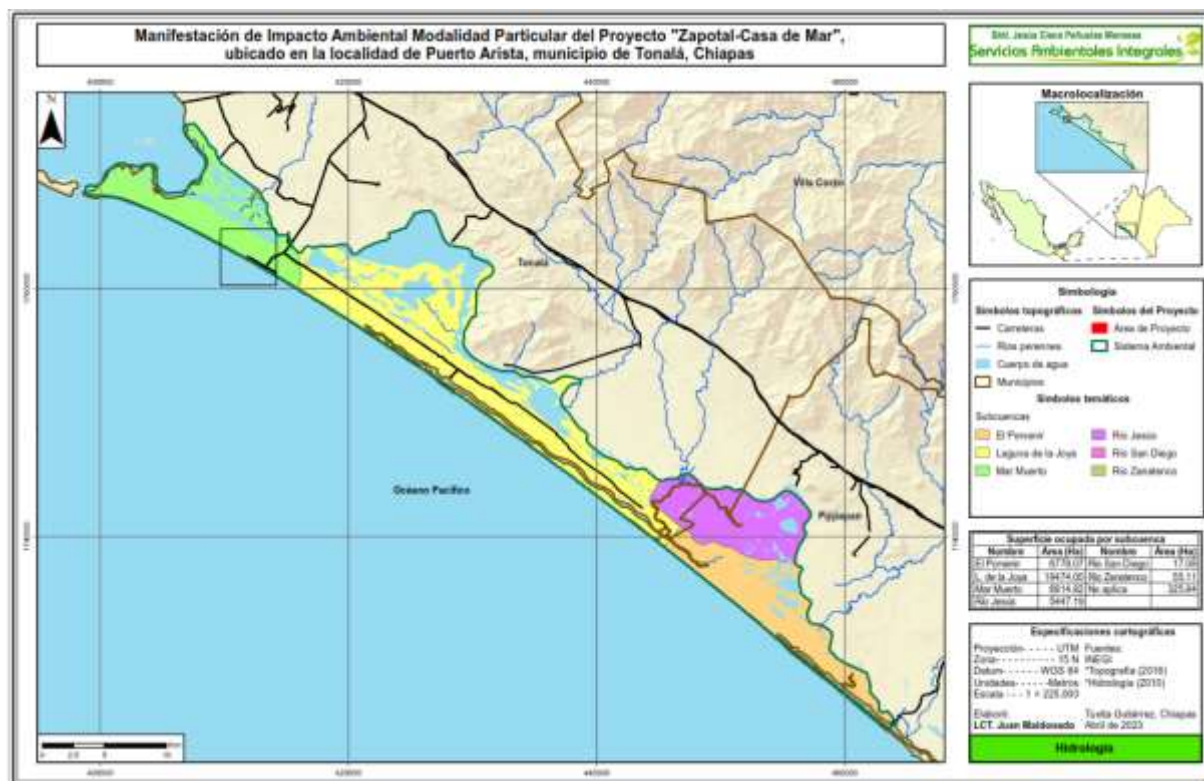 Manifestación de Impacto Ambiental Modalidad Particular del Proyecto "Zapotal-Casa de Mar",
ubicado en la localidad de Puerto Arista, municipio de Tonalá, Chiapas
Servicios Ambientales Integrales
Macrolocalización
N
Villa Corzo
Tonalá
Océano Pacífico
Pijijiapan
Simbología
Símbolos topográficos Símbolos del Proyecto
Carreteras Área de Proyecto
Ríos perennes Sistema Ambiental
Cuerpo de agua
Municipios
Símbolos temáticos
Subcuencas
El Porvenir Río Jesús
Laguna de la Joya Río San Diego
Mar Muerto Río Zanatenco
Superficie ocupada por subcuenca
Nombre Área (Ha) Nombre Área (Ha)
El Porvenir Río San Diego
L. de la Joya Río Zanatenco
Mar Muerto No aplica
Río Jesús
Especificaciones cartográficas
Proyección- - - - - UTM Fuentes:
Zona- - - - - - - - - - 15 N INEGI
Datum- - - - - - WGS 84 *Topografía
Unidades- - - - - -Metros *Hidrología
Escala
Elaboró: Tuxtla Gutiérrez, Chiapas
LCT. Juan Maldonado Abril de 2023
Hidrología